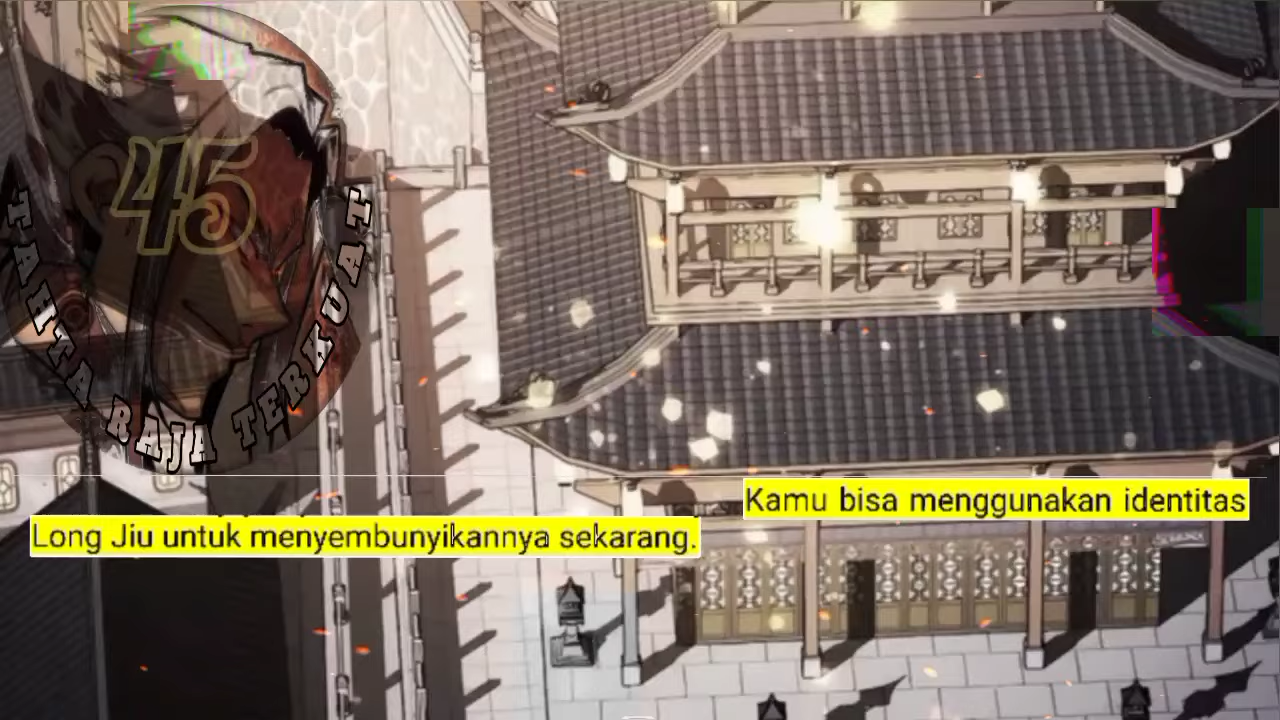 45
TAHTA RAJA TERKUAT
Kamu bisa menggunakan identitas
Long Jiu untuk menyembunyikannya sekarang.